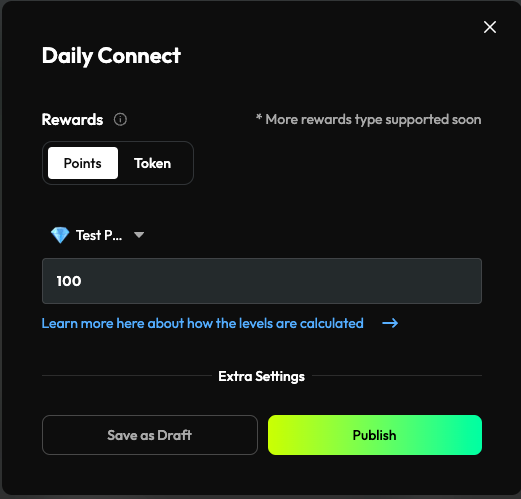 Daily Connect
Rewards
* More rewards type supported soon
Points
Token
Test P...
100
Learn more here about how the levels are calculated
Extra Settings
Save as Draft
Publish